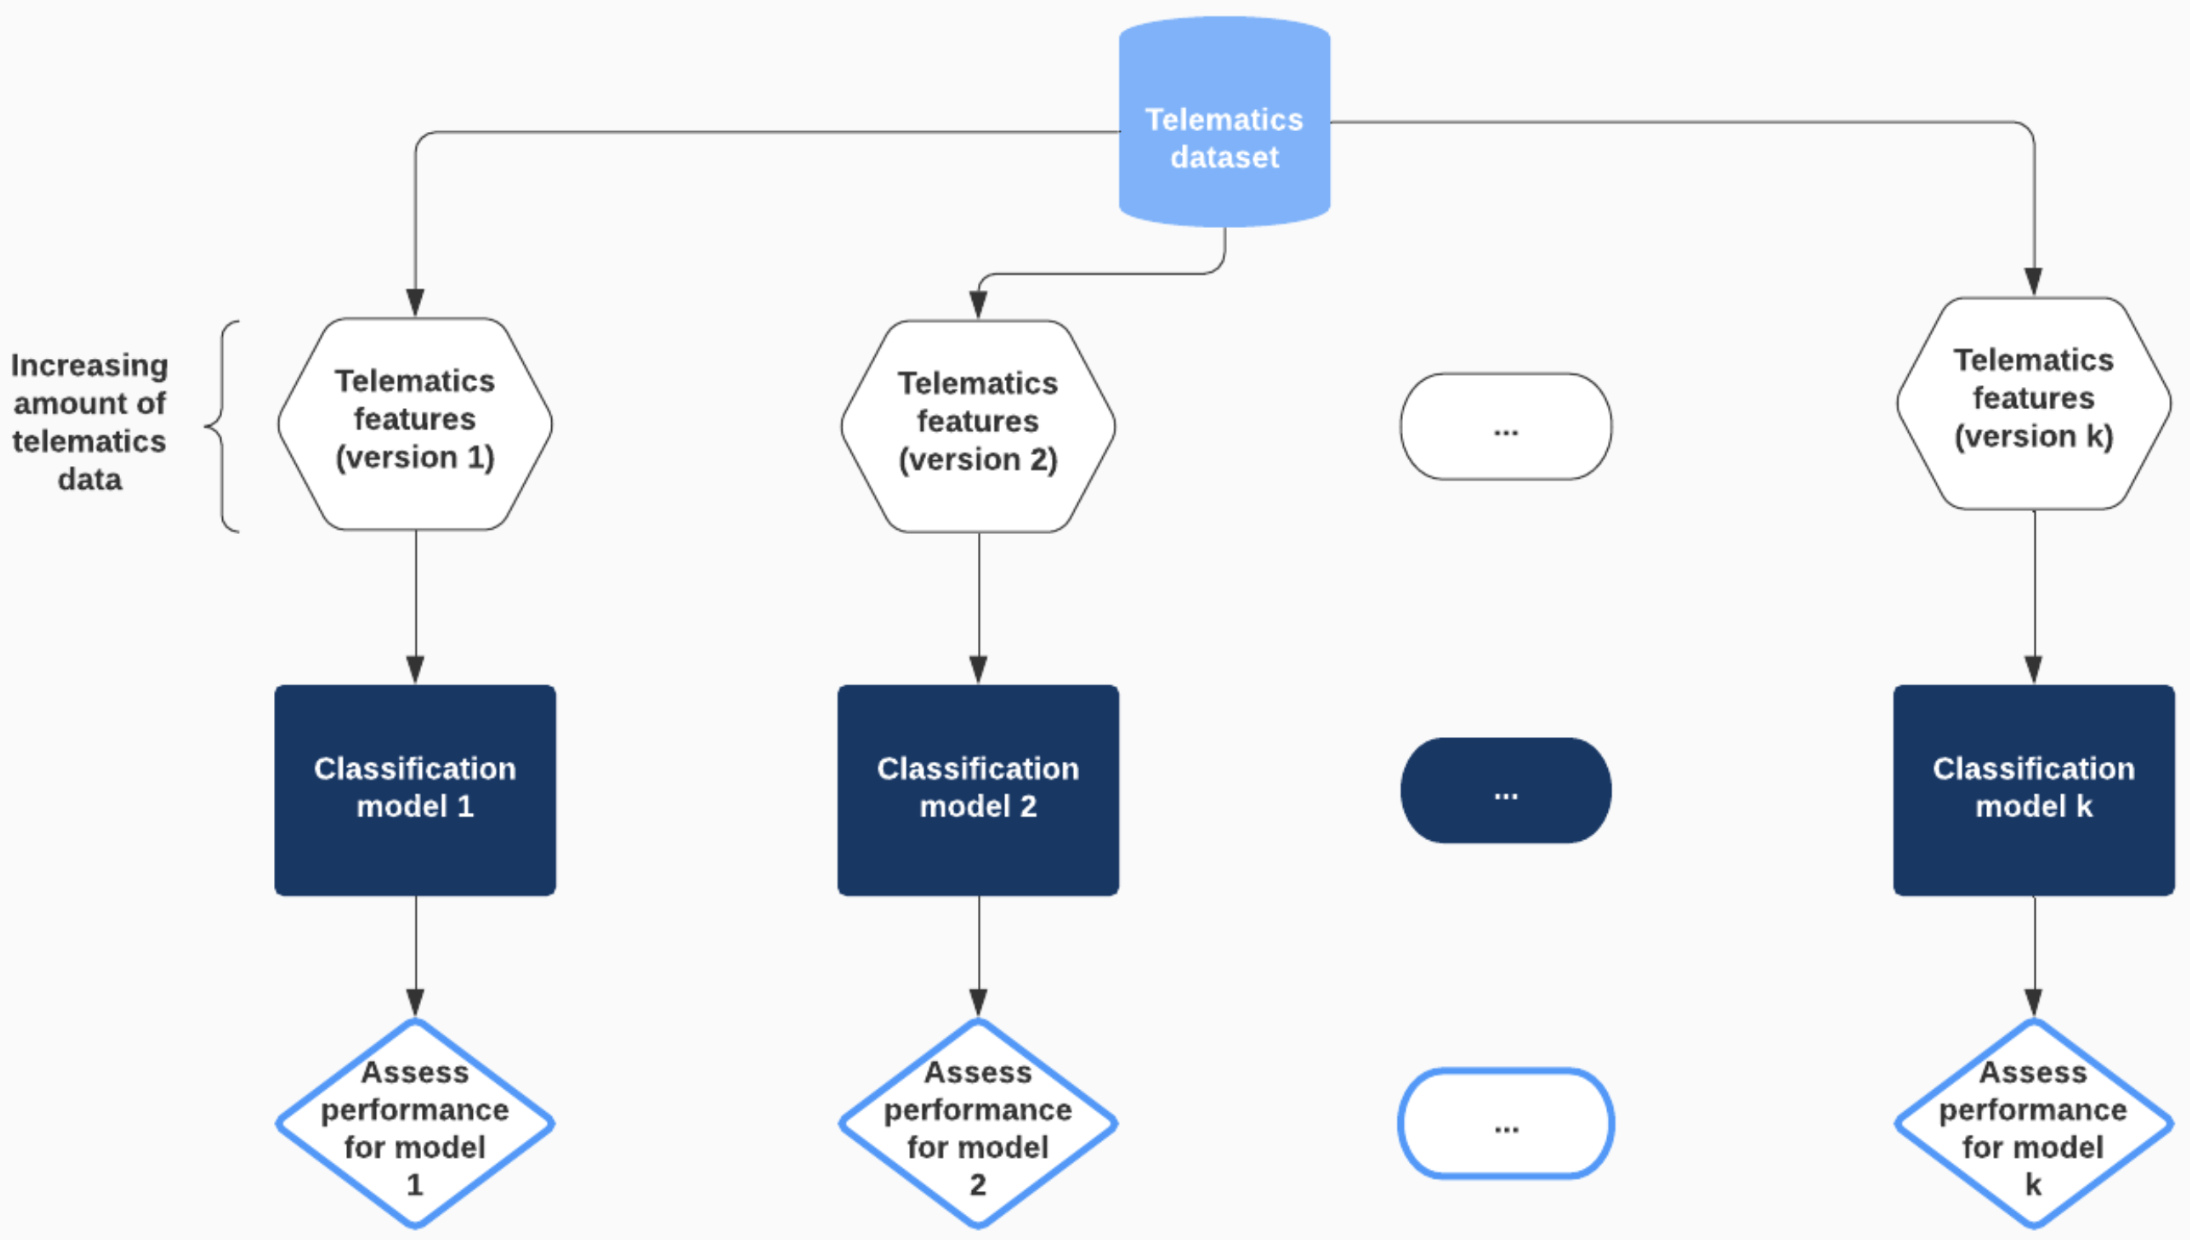 Telematics
dataset
Increasing
amount of
telematics
data
Telematics
features
(version 1)
Telematics
features
(version 2)
...
Telematics
features
(version k)
Classification
model 1
Classification
model 2
...
Classification
model k
Assess
performance
for model
1
Assess
performance
for model
2
...
Assess
performance
for model
k